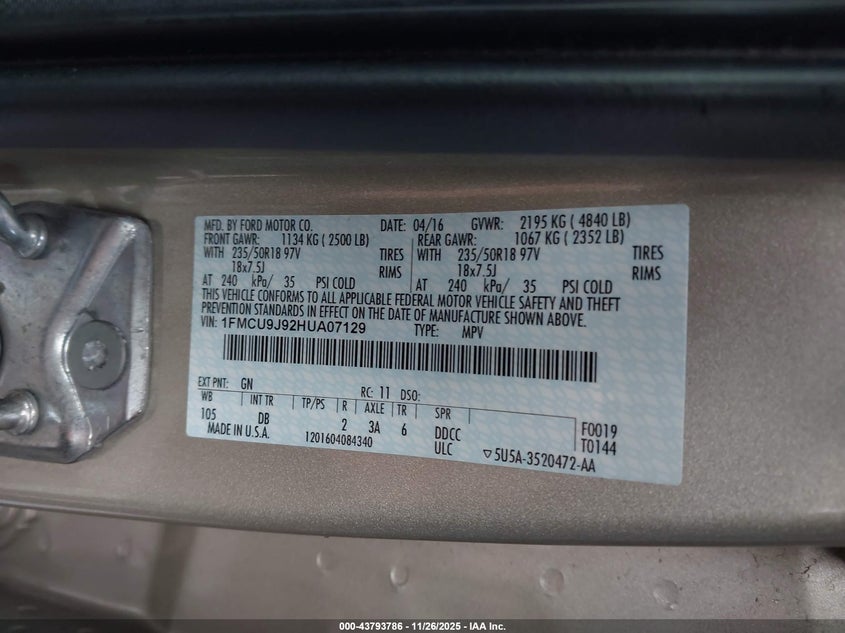 MFD. BY FORD MOTOR CO. DATE: 04/16 GVWR: 2195 KG ( 4840 LB)
FRONT GAWR: 1134 KG ( 2500 LB) REAR GAWR: 1067 KG ( 2352 LB)
WITH 235/50R18 97V TIRES WITH 235/50R18 97V TIRES
18x7.5J RIMS 18x7.5J RIMS
AT 240 kPa/ 35 PSI COLD AT 240 kPa/ 35 PSI COLD
THIS VEHICLE CONFORMS TO ALL APPLICABLE FEDERAL MOTOR VEHICLE SAFETY AND THEFT
PREVENTION STANDARDS IN EFFECT ON THE DATE OF MANUFACTURE SHOWN ABOVE.
VIN: 1FMCU9J92HUA07129 TYPE: MPV
EXT PNT: GN RC: 11 DSO:
WB INT TR TP/PS R AXLE TR SPR
105 DB 2 3A 6 DDCC F0019
MADE IN U.S.A. 1201604084340 ULC T0144
▽5U5A-3520472-AA
000-43793786 - 11/26/2025 - IAA Inc.